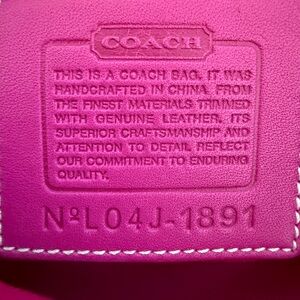 COACH
THIS IS A COACH BAG. IT WAS
HANDCRAFTED IN CHINA FROM
THE FINEST MATERIALS TRIMMED
WITH GENUINE LEATHER. ITS
SUPERIOR CRAFTSMANSHIP AND
ATTENTION TO DETAIL REFLECT
OUR COMMITMENT TO ENDURING
QUALITY.
NºL04J-1891